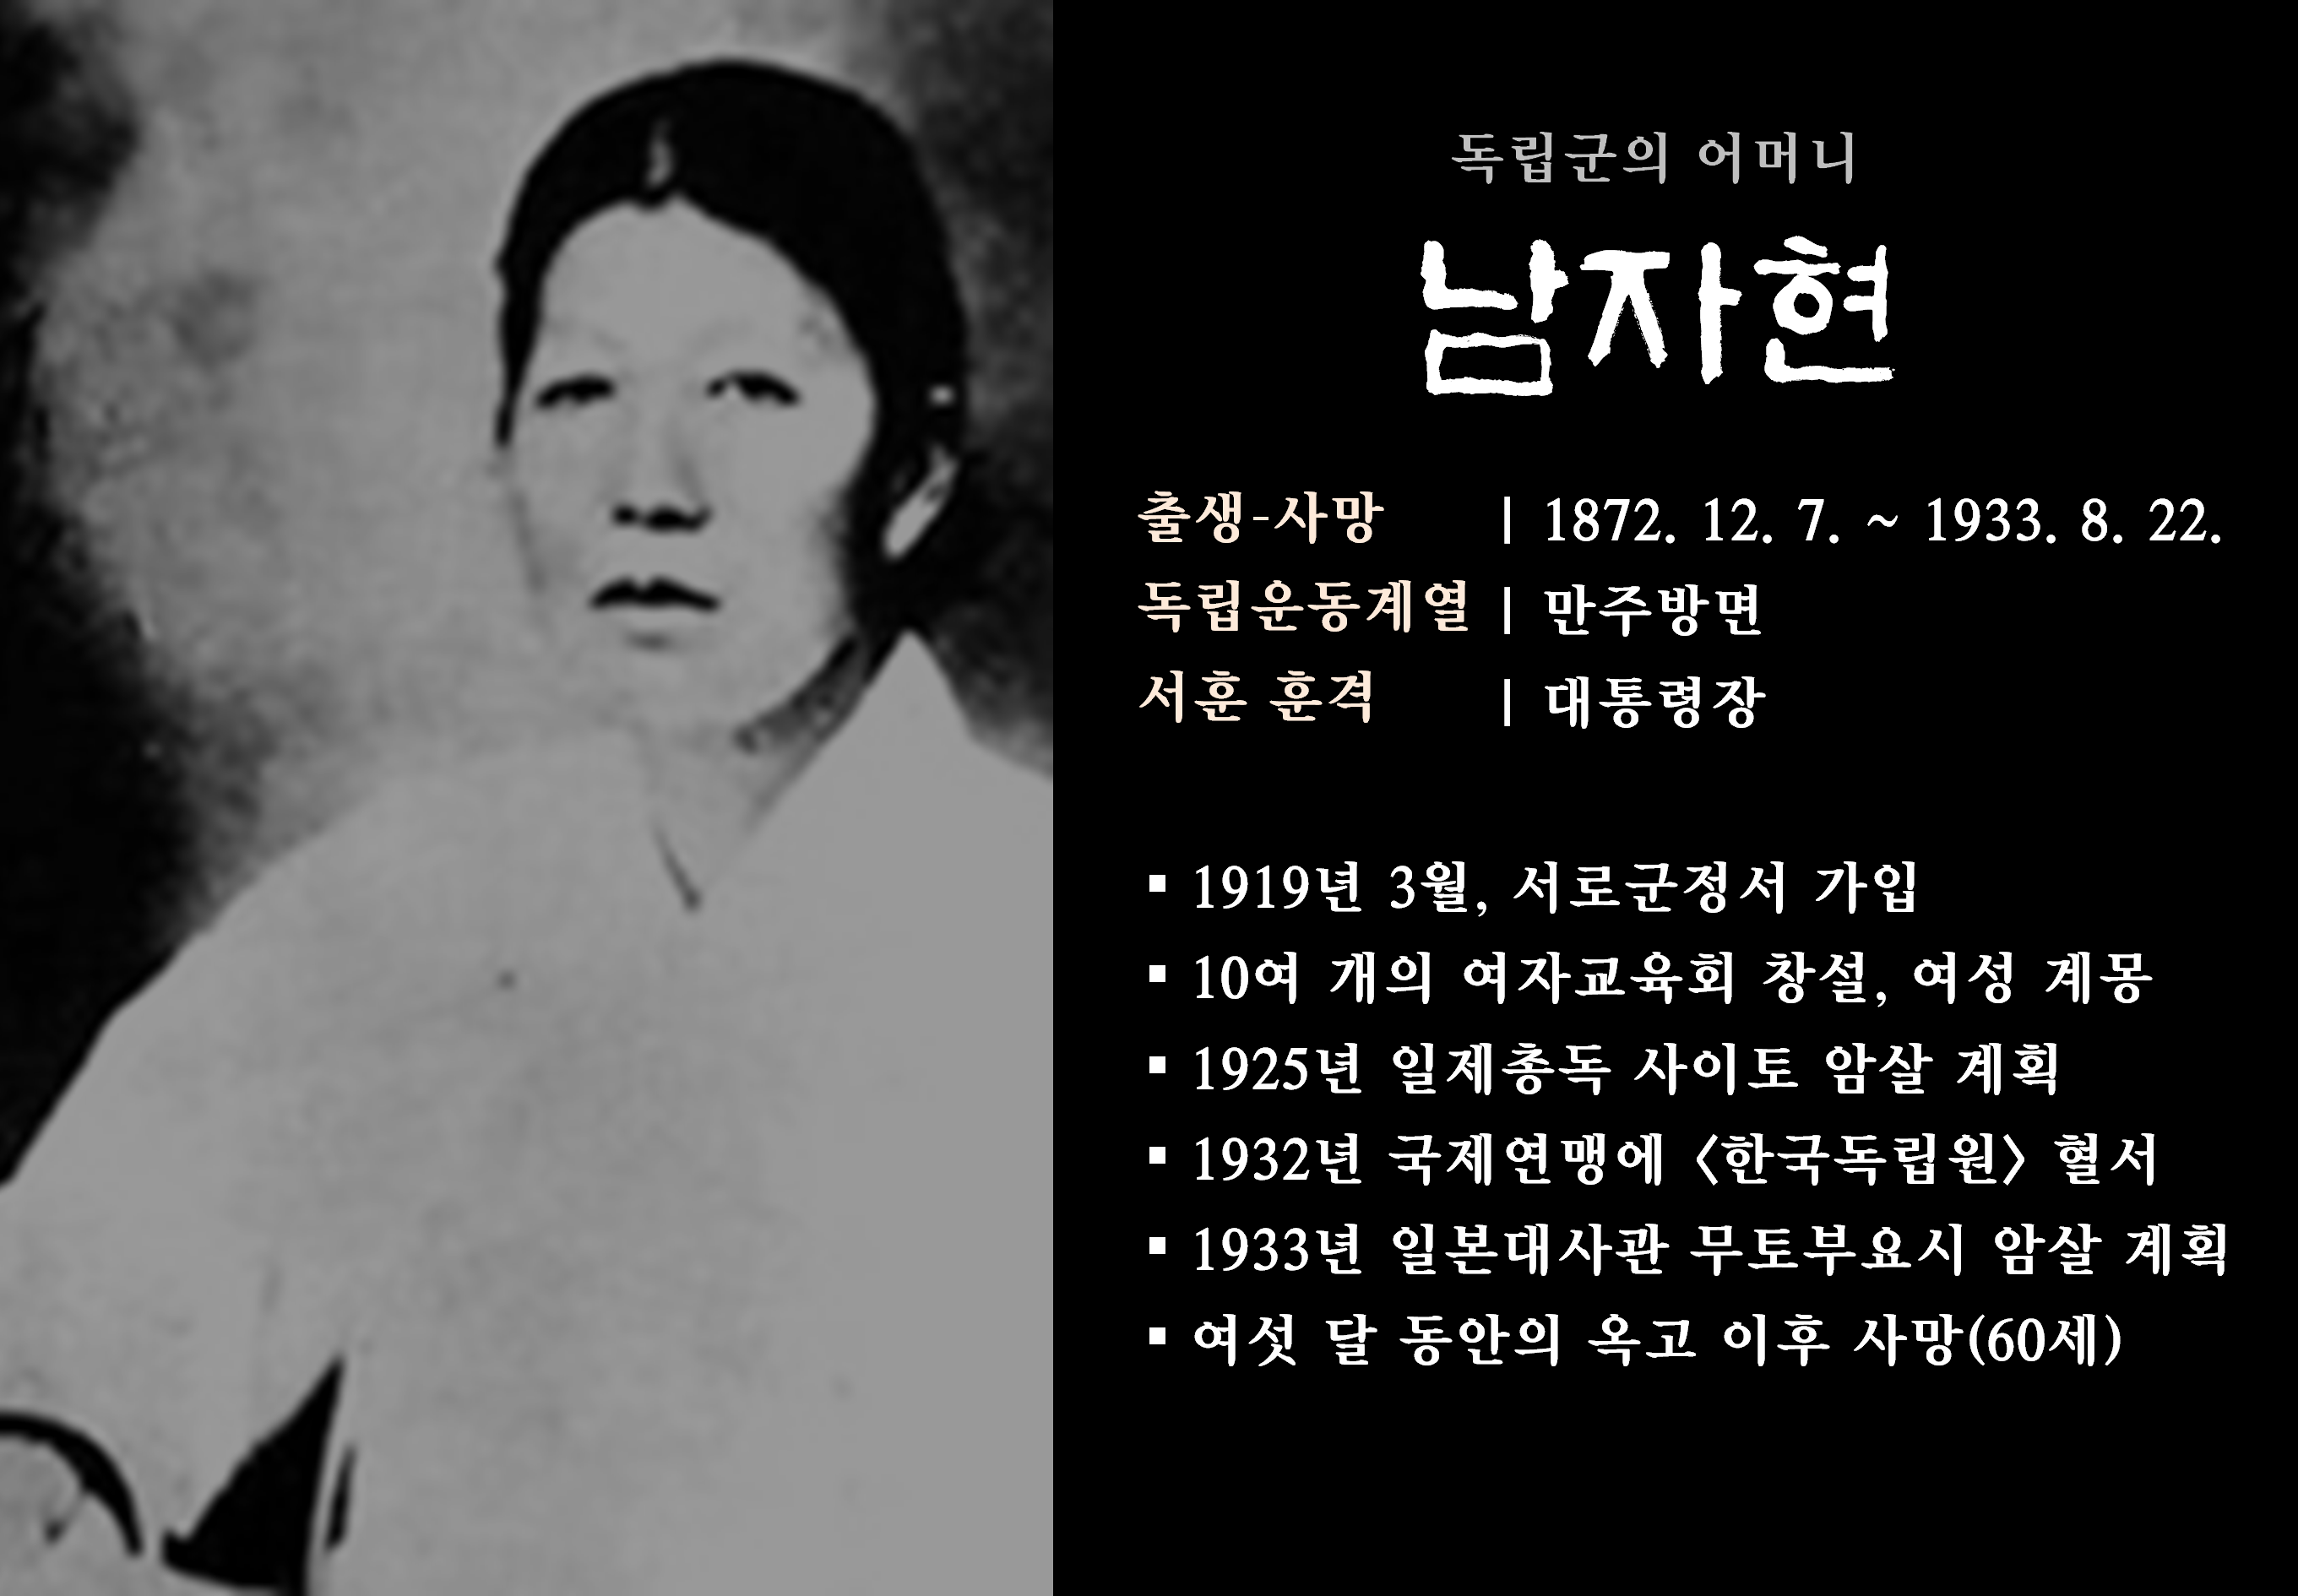 독립군의 어머니
남자현
출생-사망 | 1872. 12. 7. ~ 1933. 8. 22.
독립운동계열 | 만주방면
서훈 훈격 | 대통령장
▪ 1919년 3월, 서로군정서 가입
▪ 10여 개의 여자교육회 창설, 여성 계몽
▪ 1925년 일제총독 사이토 암살 계획
▪ 1932년 국제연맹에 〈한국독립원〉 혈서
▪ 1933년 일본대사관 무토부요시 암살 계획
▪ 여섯 달 동안의 옥고 이후 사망(60세)